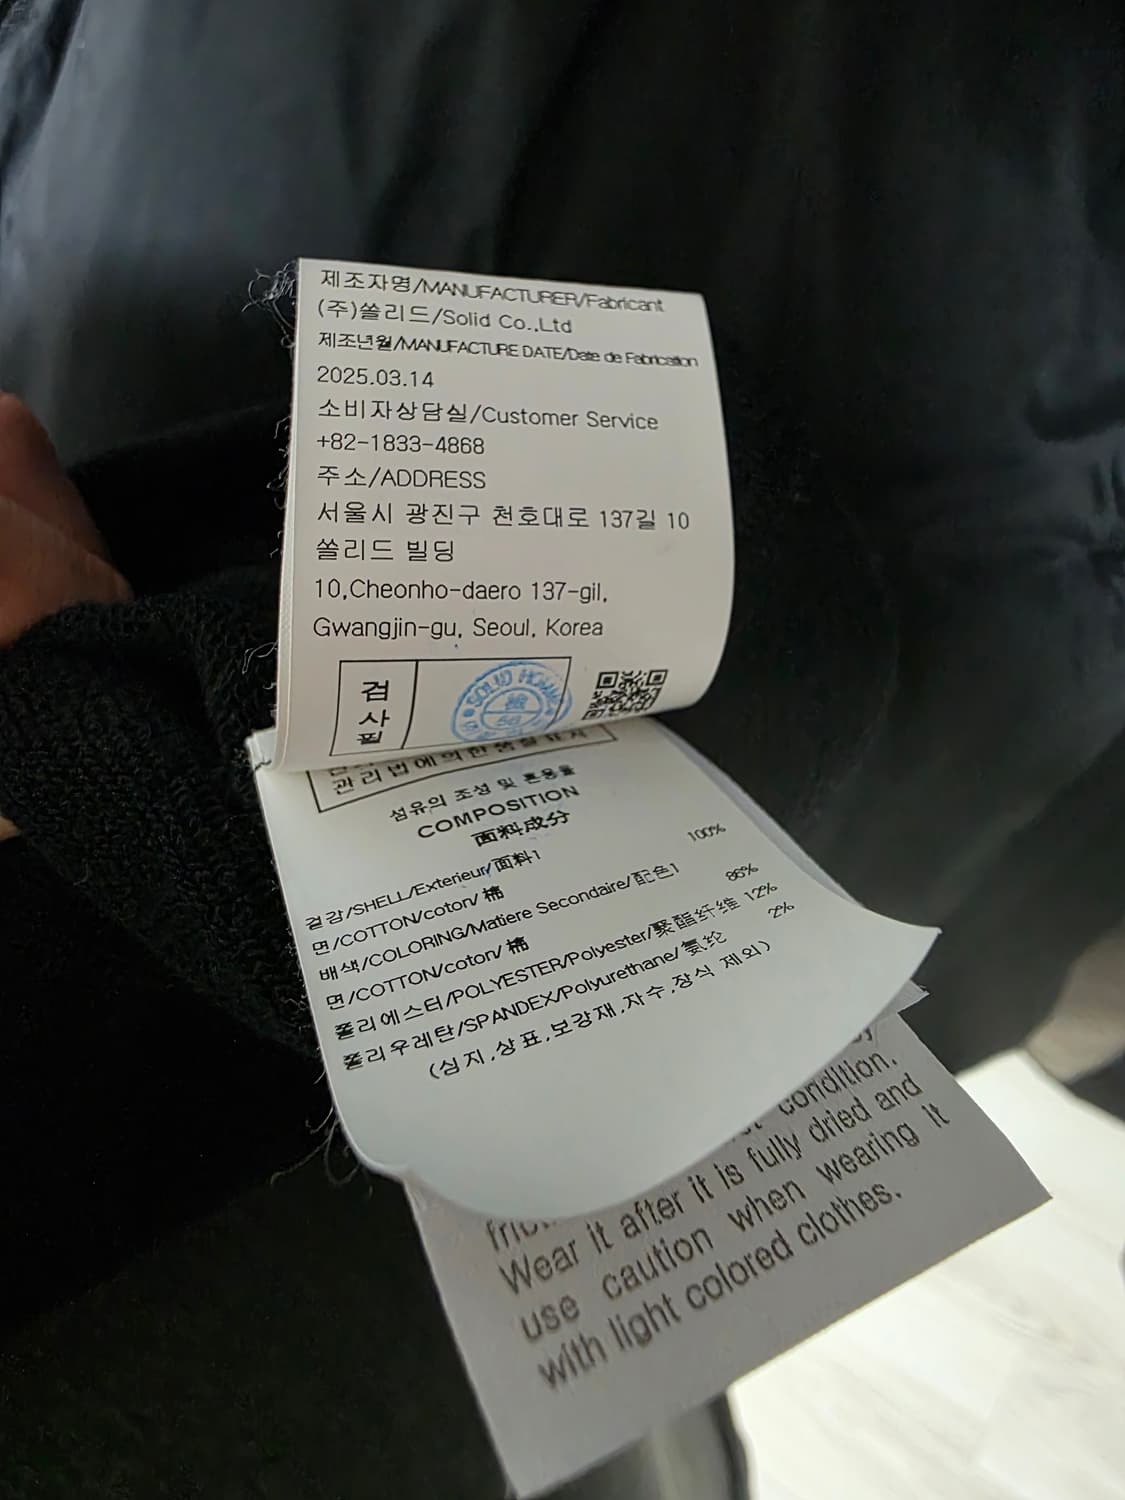 제조자명/MANUFACTURER/Fabricant
(주)쏠리드/Solid Co.,Ltd
제조년월/MANUFACTURE DATE/Date de Fabrication
2025.03.14
소비자상담실/Customer Service
+82-1833-4868
주소/ADDRESS
서울시 광진구 천호대로 137길 10
쏠리드 빌딩
10,Cheonho-daero 137-gil,
Gwangjin-gu, Seoul, Korea
검사필
SOLID HOMME
檢
56
관리법에의한품질표시
섬유의 조성 및 혼용률
COMPOSITION
面料成分
겉감/SHELL/Exterieur/面料1
면/COTTON/coton/ 棉 100%
배색/COLORING/Matiere Secondaire/配色1
면/COTTON/coton/ 棉 86%
폴리에스터/POLYESTER/Polyester/聚酯纤维 12%
폴리우레탄/SPANDEX/Polyurethane/ 氨纶 2%
(심지,상표,보강재,자수,장식 제외)
condition.
Wear it after it is fully dried and
use caution when wearing it
with light colored clothes.